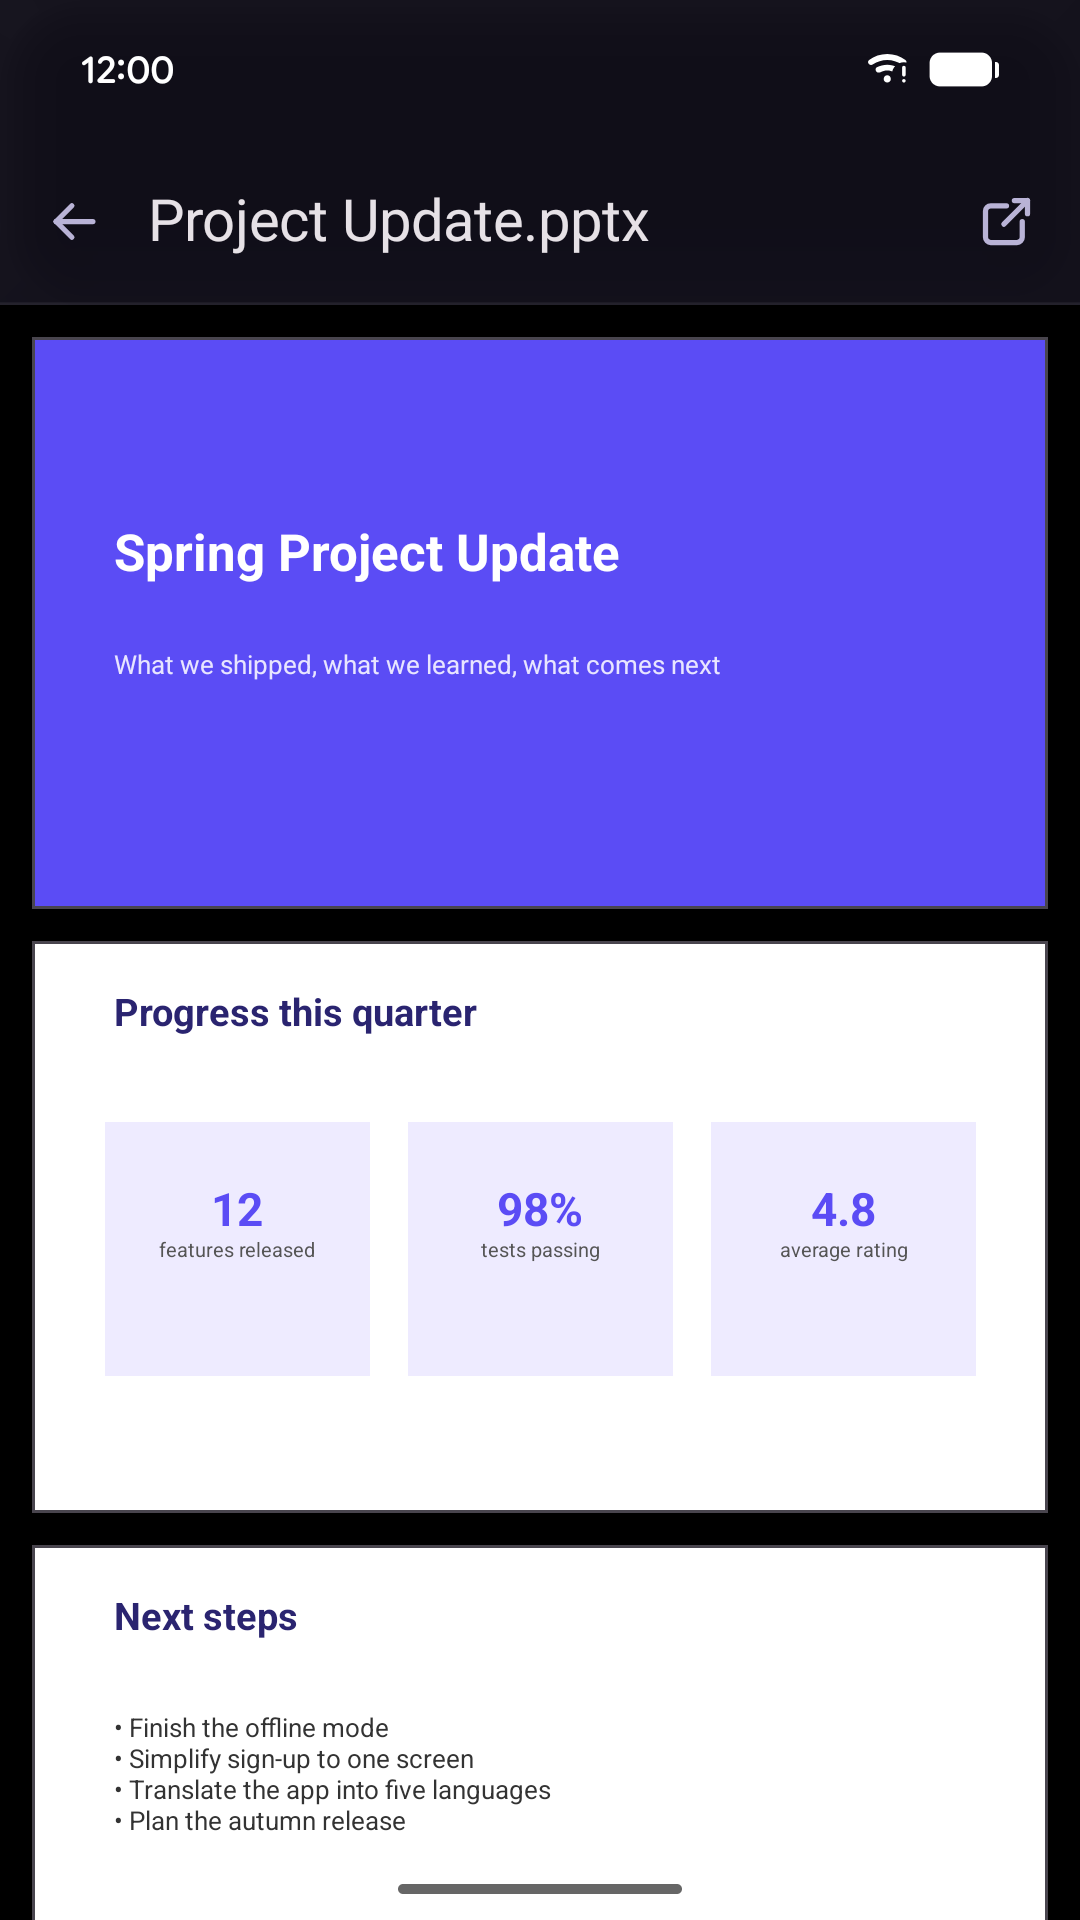 12:00
Project Update.pptx
Spring Project Update
What we shipped, what we learned, what comes next
Progress this quarter
12
features released
98%
tests passing
4.8
average rating
Next steps
• Finish the offline mode
• Simplify sign-up to one screen
• Translate the app into five languages
• Plan the autumn release